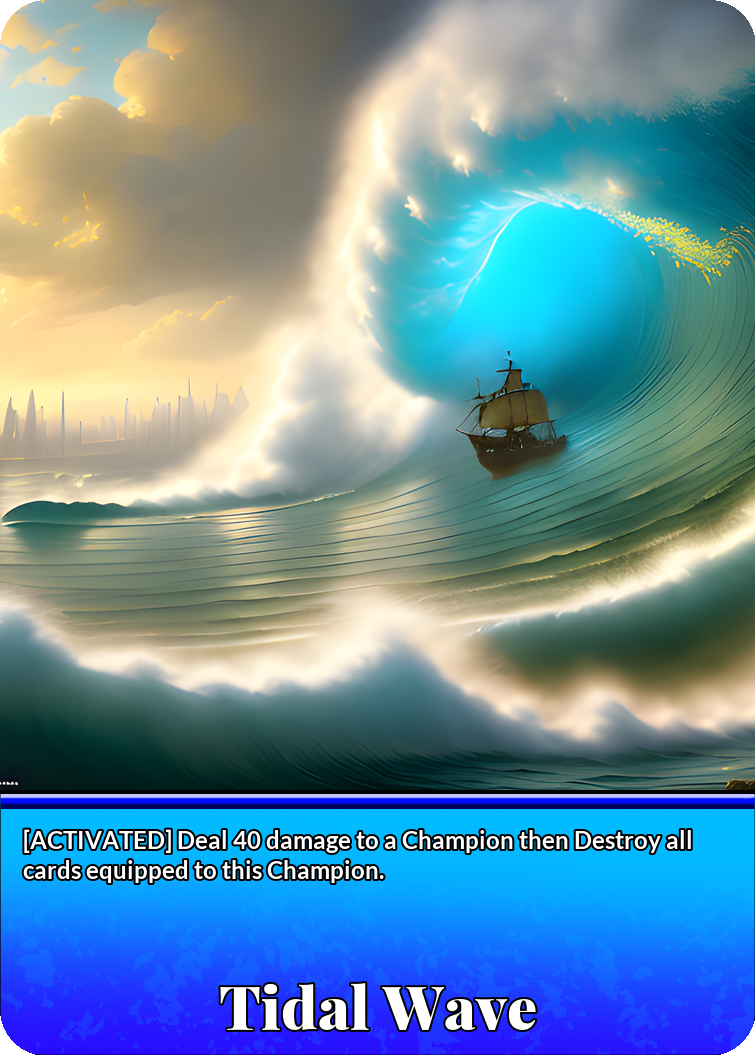 [ACTIVATED] Deal 40 damage to a Champion then Destroy all
cards equipped to this Champion.
Tidal Wave